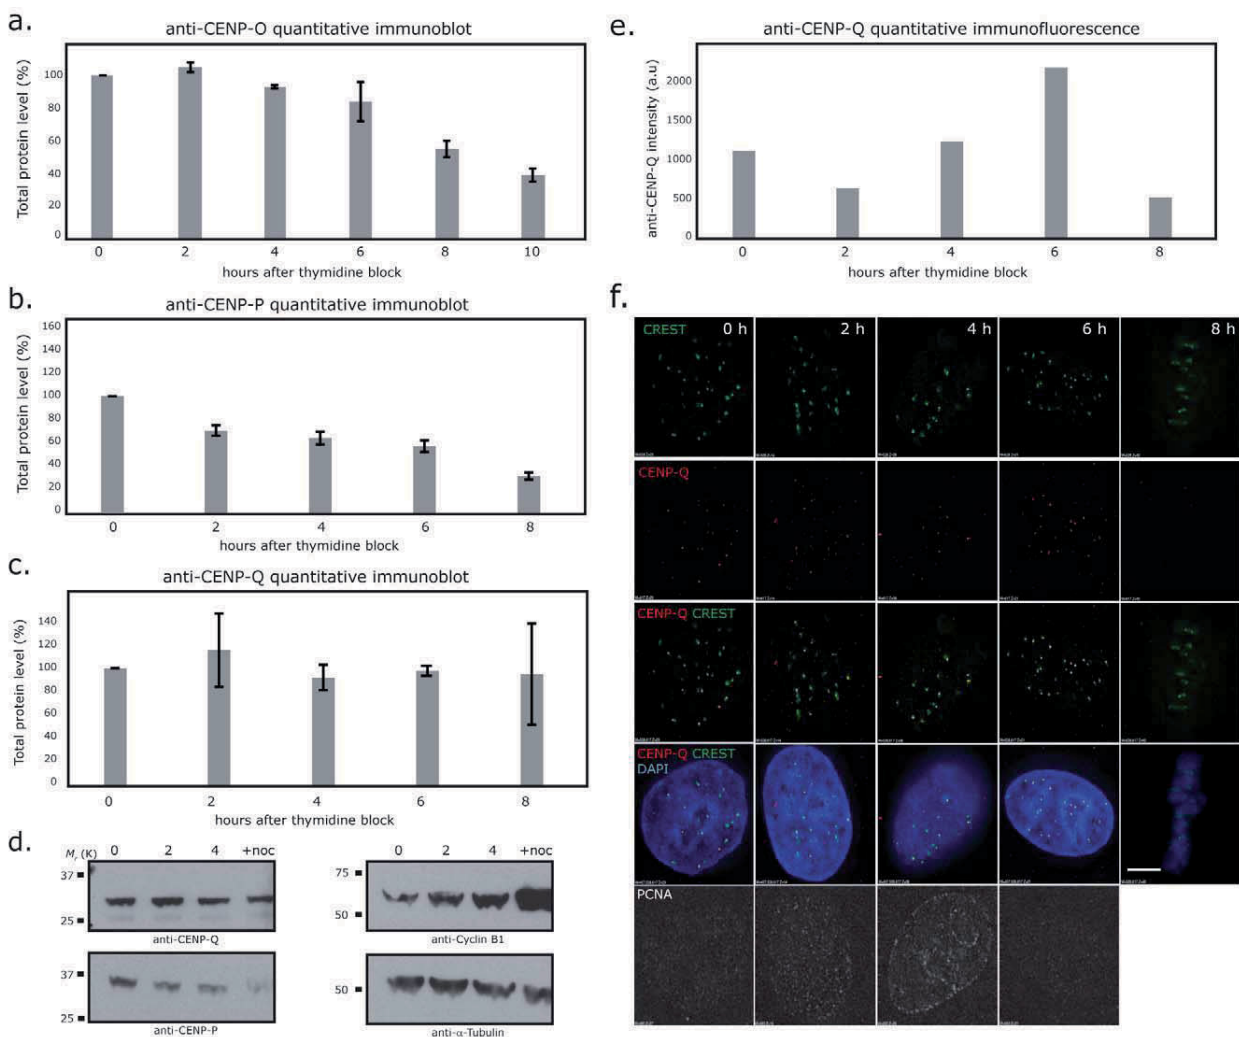 a.
anti-CENP-O quantitative immunoblot
Total protein level (%)
100
80
60
40
20
0
0 2 4 6 8 10
hours after thymidine block
b.
anti-CENP-P quantitative immunoblot
Total protein level (%)
160
140
120
100
80
60
40
20
0
0 2 4 6 8
hours after thymidine block
c.
anti-CENP-Q quantitative immunoblot
Total protein level (%)
140
120
100
80
60
40
20
0
0 2 4 6 8
hours after thymidine block
d.
Mr (K) 0 2 4 +noc
37
25
anti-CENP-Q
37
25
anti-CENP-P
0 2 4 +noc
75
50
anti-Cyclin B1
50
anti-α-Tubulin
e.
anti-CENP-Q quantitative immunofluorescence
anti-CENP-Q intensity (a.u)
2000
1500
1000
500
0
0 2 4 6 8
hours after thymidine block
f.
CREST 0 h 2 h 4 h 6 h 8 h
CENP-Q
CENP-Q CREST
CENP-Q CREST
DAPI
PCNA